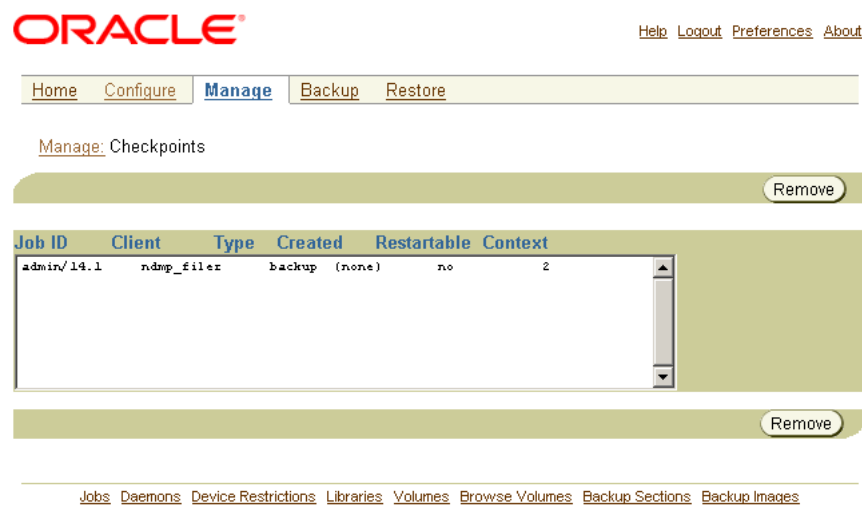 ORACLE
Help Logout Preferences About
Home Configure Manage Backup Restore
Manage: Checkpoints
Remove
Job ID Client Type Created Restartable Context
admin/14.1 ndmp_filer backup (none) no 2
Remove
Jobs Daemons Device Restrictions Libraries Volumes Browse Volumes Backup Sections Backup Images